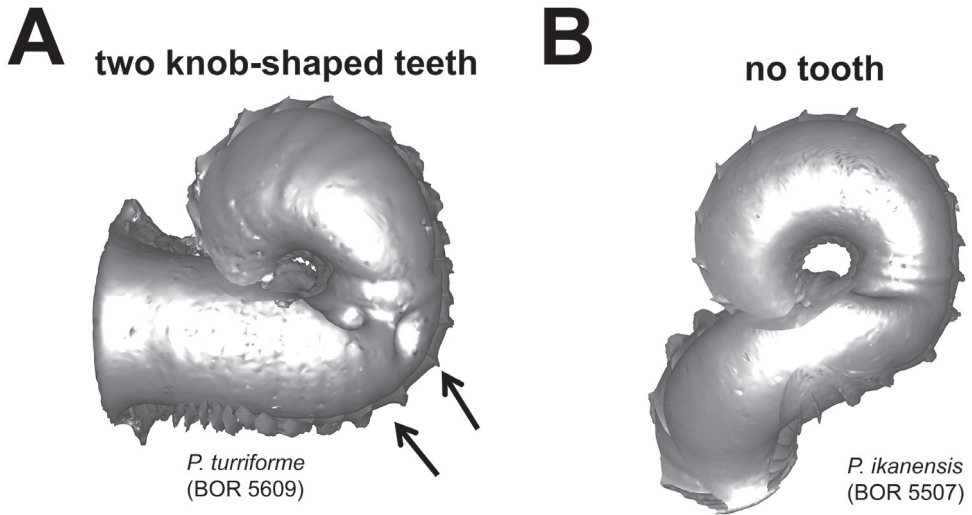 A
two knob-shaped teeth
P. turriforme
(BOR 5609)
B
no tooth
P. ikanensis
(BOR 5507)